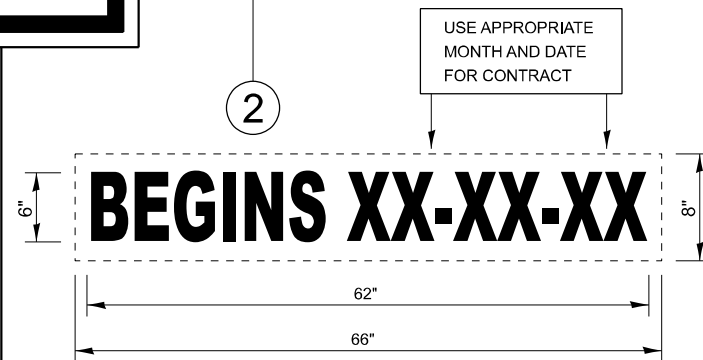 USE APPROPRIATE
MONTH AND DATE
FOR CONTRACT
2
6"
BEGINS XX-XX-XX
8"
62"
66"